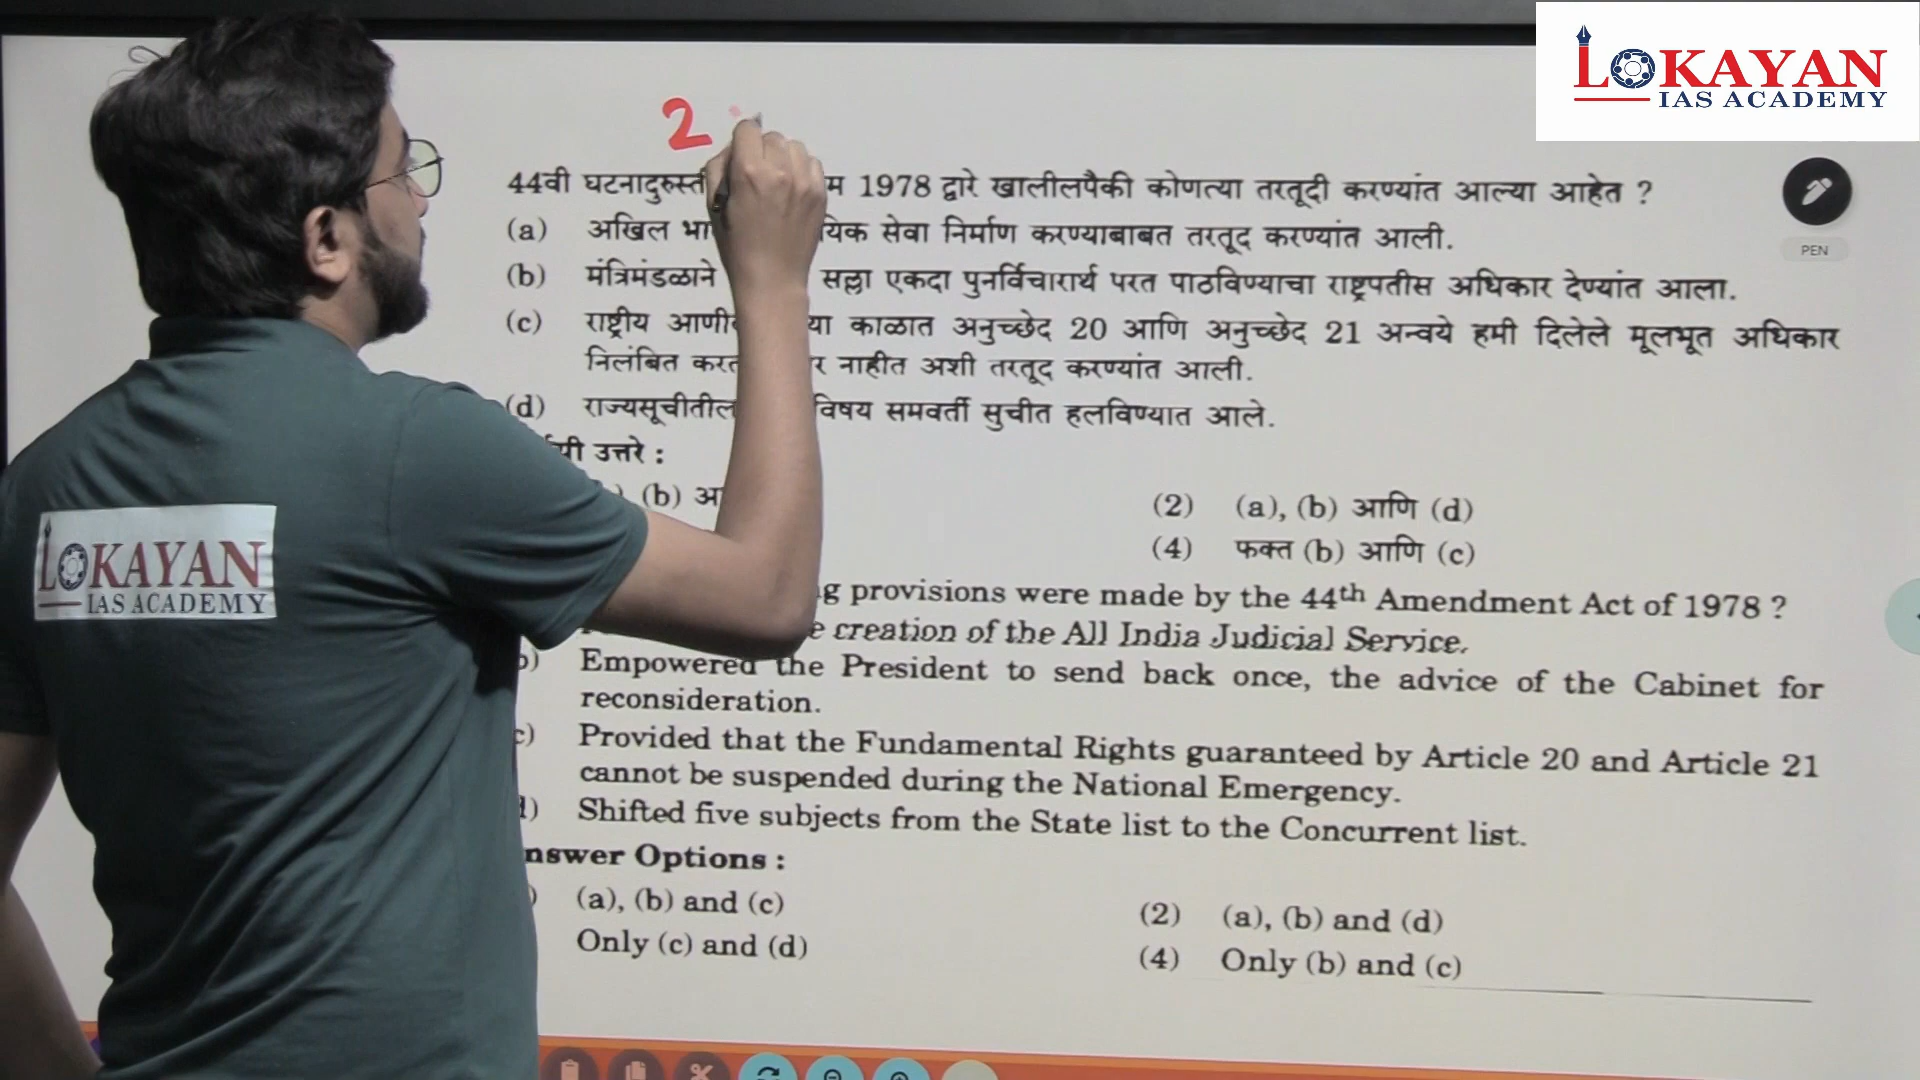 LOKAYAN
IAS ACADEMY
2
44वी घटनादुरुस्ती 1978 द्वारे खालीलपैकी कोणत्या तरतूदी करण्यांत आल्या आहेत ?
PEN
(a) अखिल सेवा निर्माण करण्याबाबत तरतूद करण्यांत आली.
(b) मंत्रिमंडळाने सल्ला एकदा पुनर्विचारार्थ परत पाठविण्याचा राष्ट्रपतीस अधिकार देण्यांत आला.
(c) राष्ट्रीय काळात अनुच्छेद 20 आणि अनुच्छेद 21 अन्वये हमी दिलेले मूलभूत अधिकार
निलंबित नाहीत अशी तरतूद करण्यांत आली.
(d) राज्यसूचीतील विषय समवर्ती सुचीत हलविण्यात आले.
उत्तरे :
(b)
(2) (a), (b) आणि (d)
(4) फक्त (b) आणि (c)
provisions were made by the 44th Amendment Act of 1978 ?
creation of the All India Judicial Service.
Empowered the President to send back once, the advice of the Cabinet for
reconsideration.
Provided that the Fundamental Rights guaranteed by Article 20 and Article 21
cannot be suspended during the National Emergency.
Shifted five subjects from the State list to the Concurrent list.
Options :
(a), (b) and (c)
(2) (a), (b) and (d)
Only (c) and (d)
(4) Only (b) and (c)
LOKAYAN
IAS ACADEMY